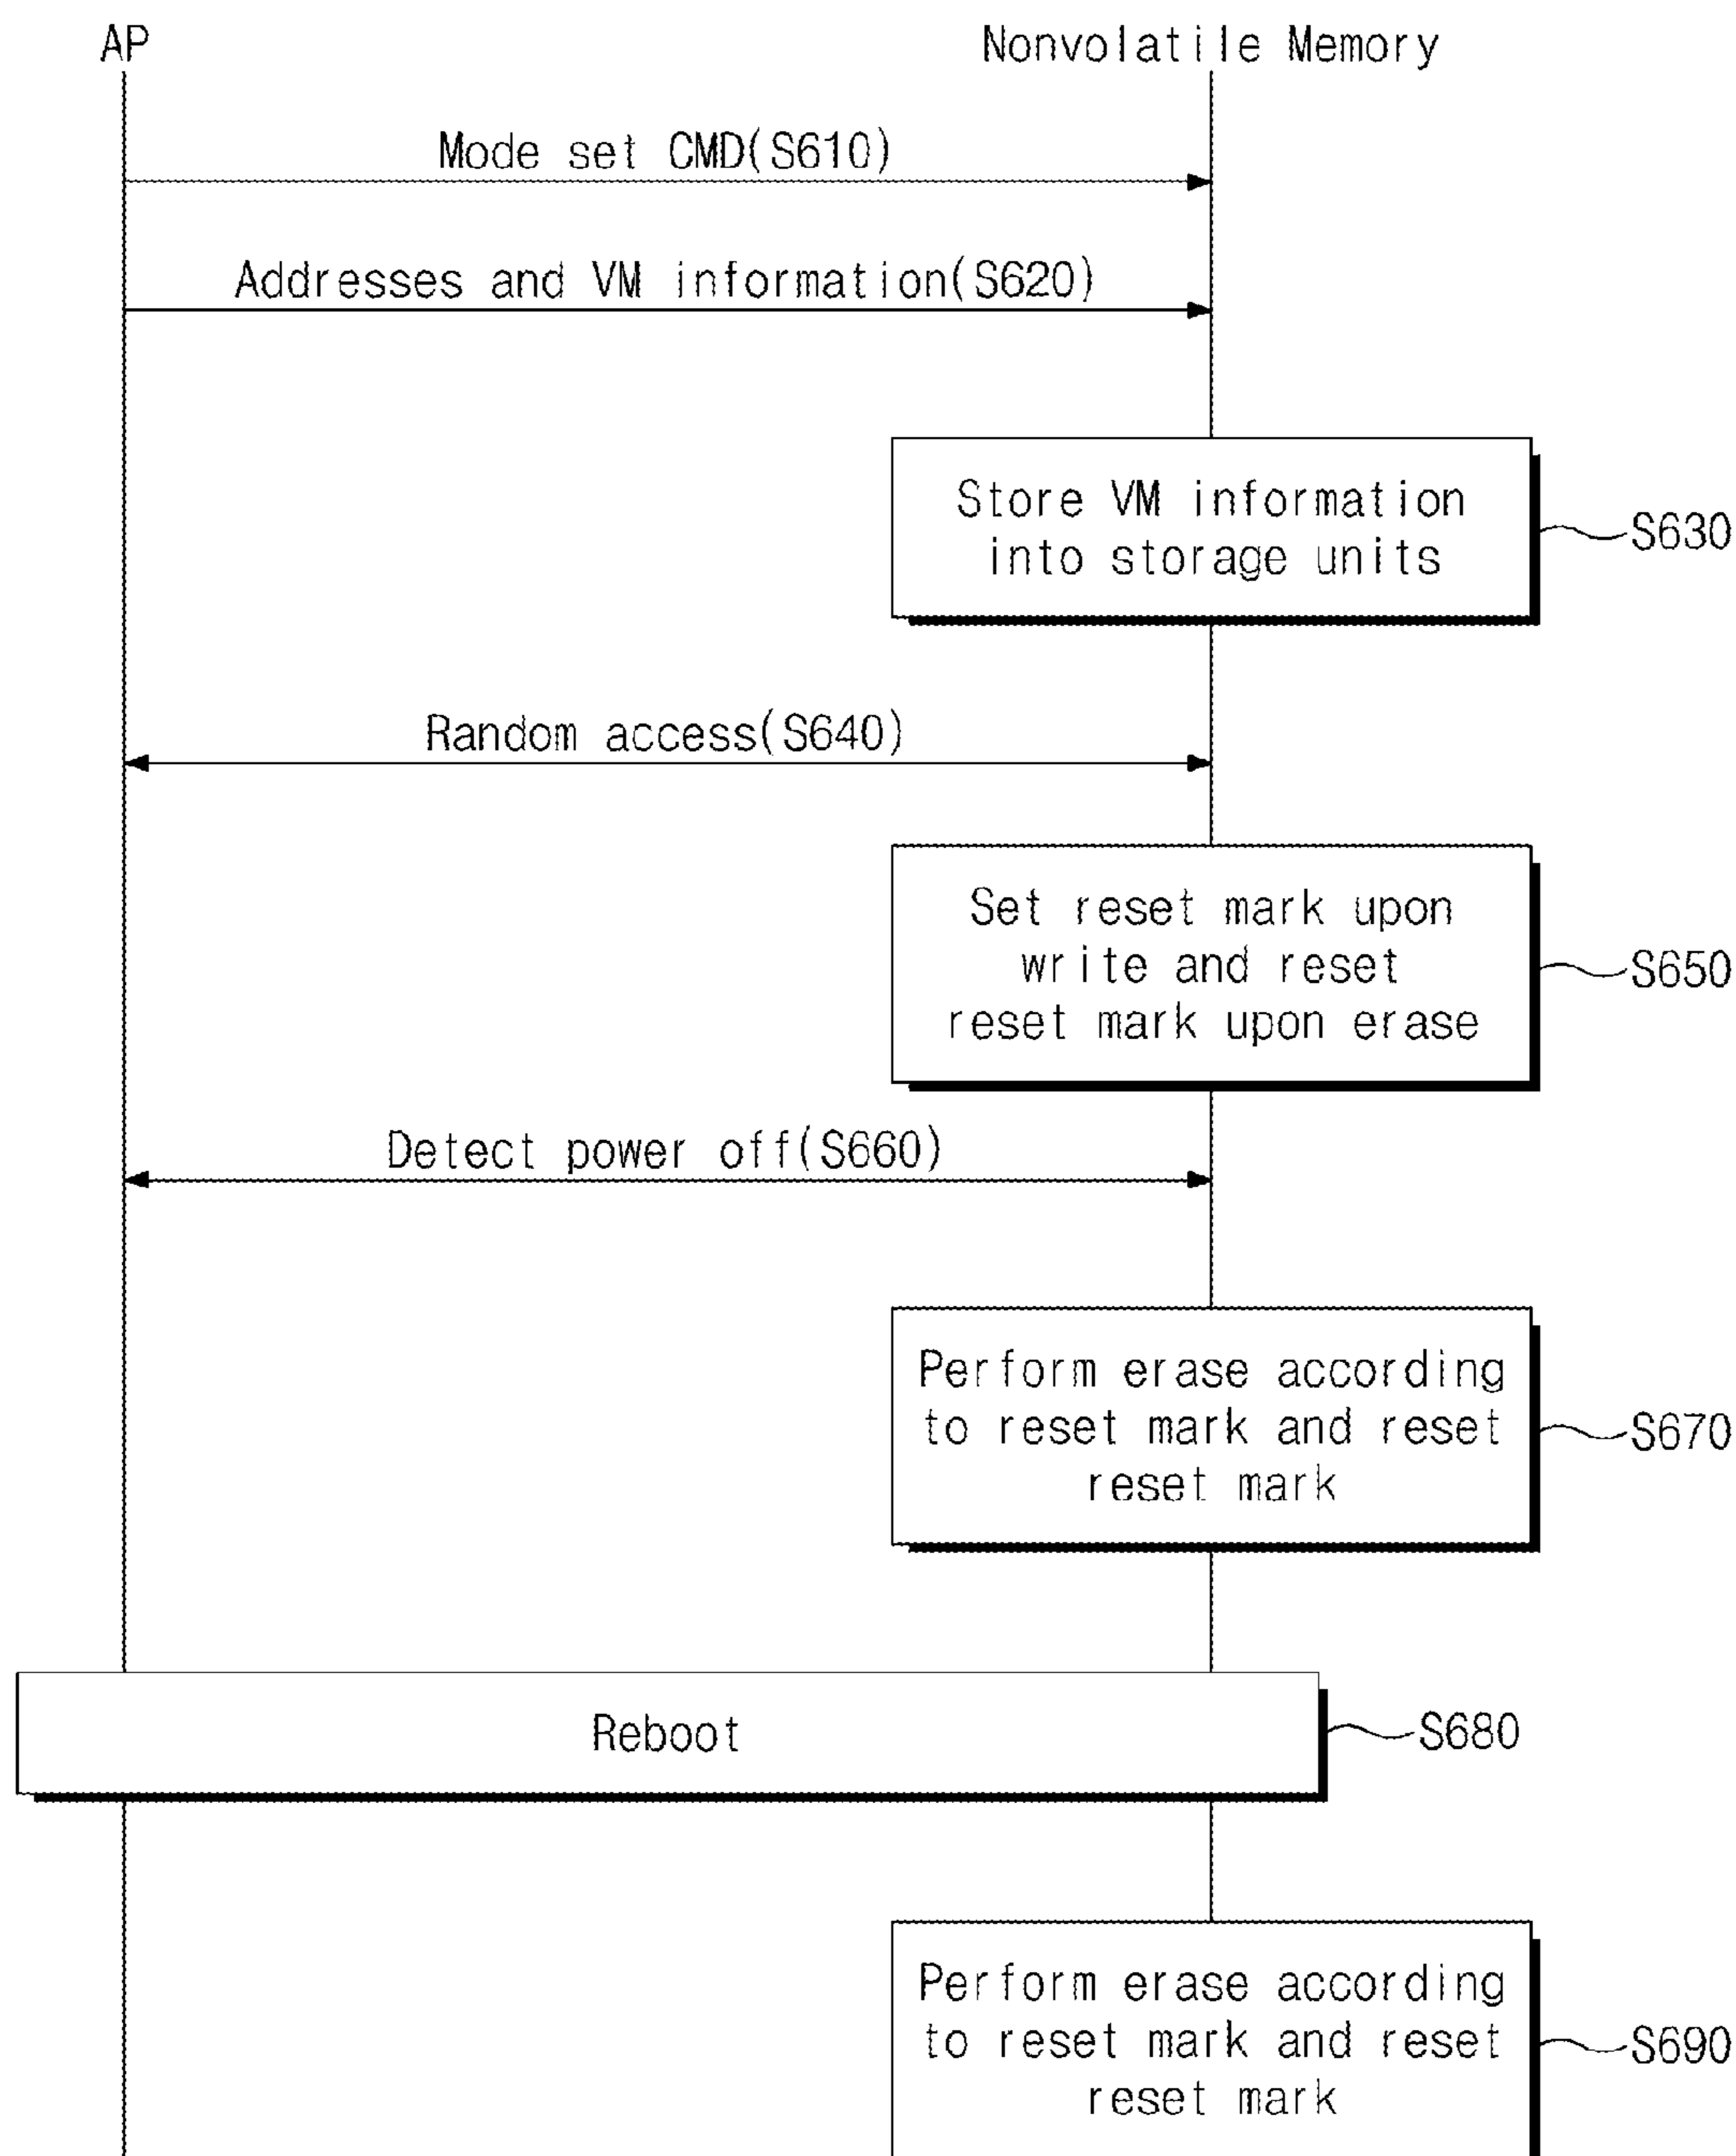 AP
Nonvolatile Memory
Mode set CMD(S610)
Addresses and VM information(S620)
Store VM information
into storage units
S630
Random access(S640)
Set reset mark upon
write and reset
reset mark upon erase
S650
Detect power off(S660)
Perform erase according
to reset mark and reset
reset mark
S670
Reboot
S680
Perform erase according
to reset mark and reset
reset mark
S690